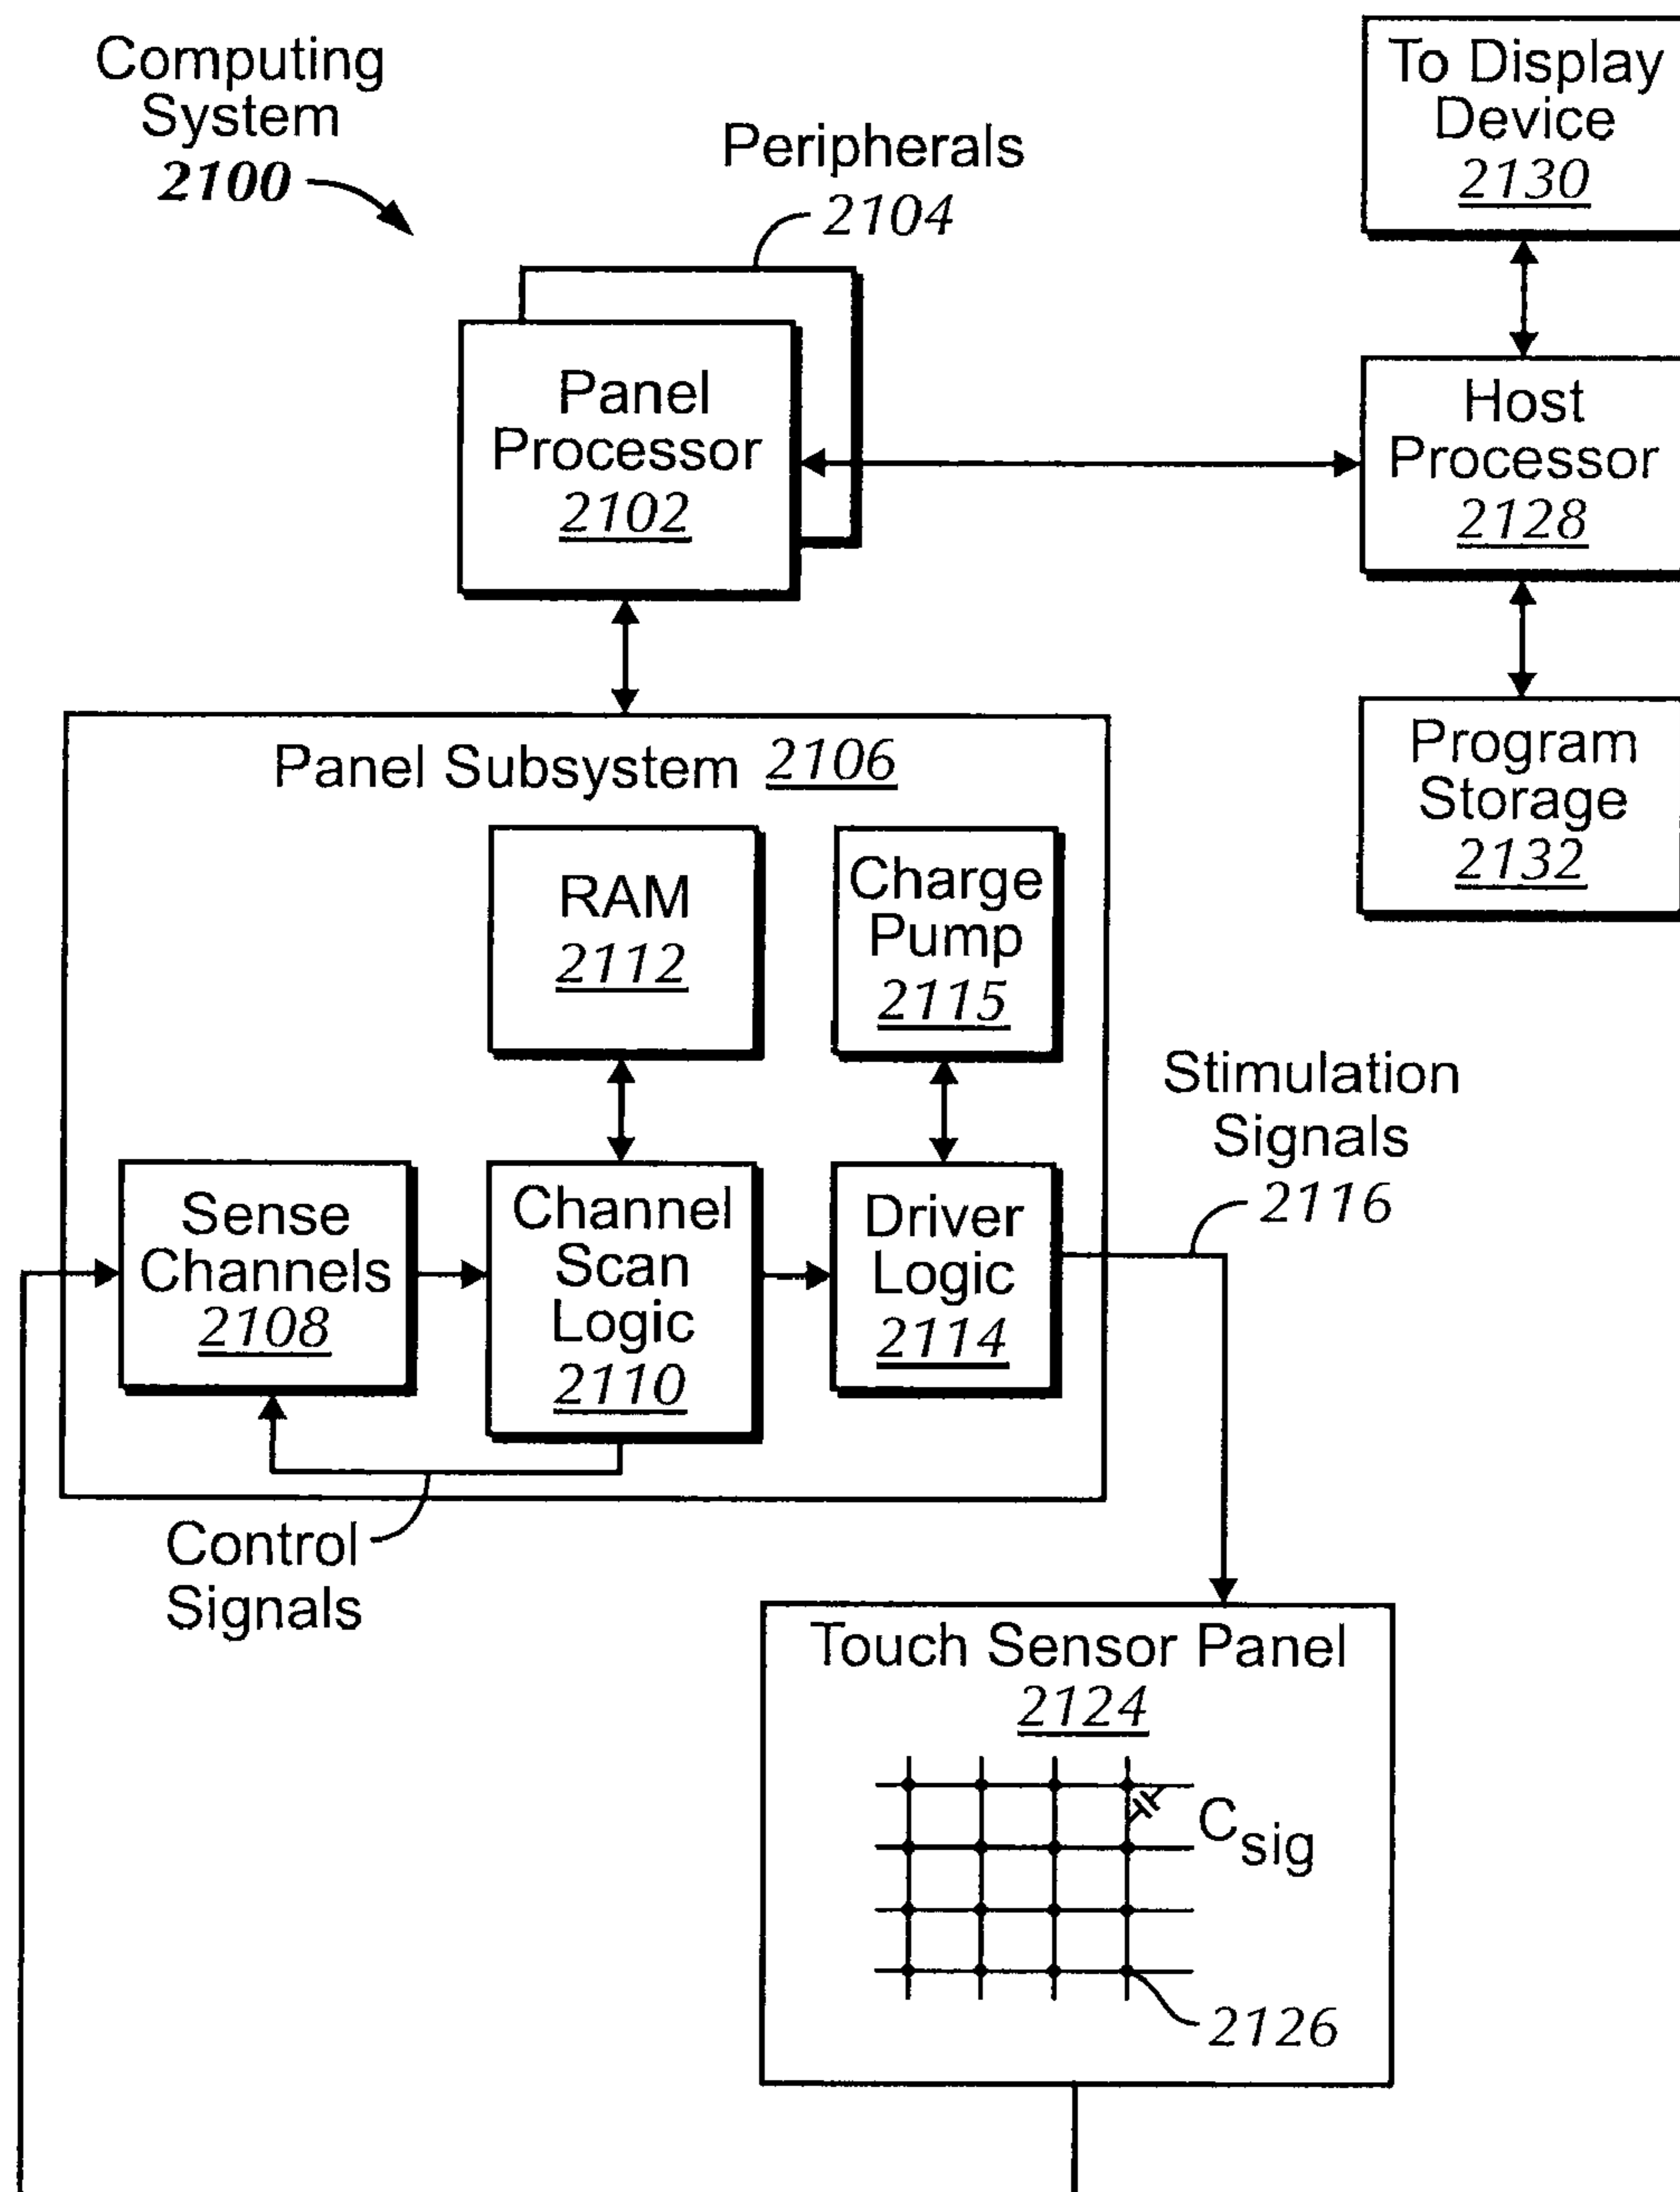 Computing
System
2100
Peripherals
2104
To Display
Device
2130
Panel
Processor
2102
Host
Processor
2128
Panel Subsystem 2106
Program
Storage
2132
RAM
2112
Charge
Pump
2115
Stimulation
Signals
2116
Sense
Channels
2108
Channel
Scan
Logic
2110
Driver
Logic
2114
Control
Signals
Touch Sensor Panel
2124
Csig
2126